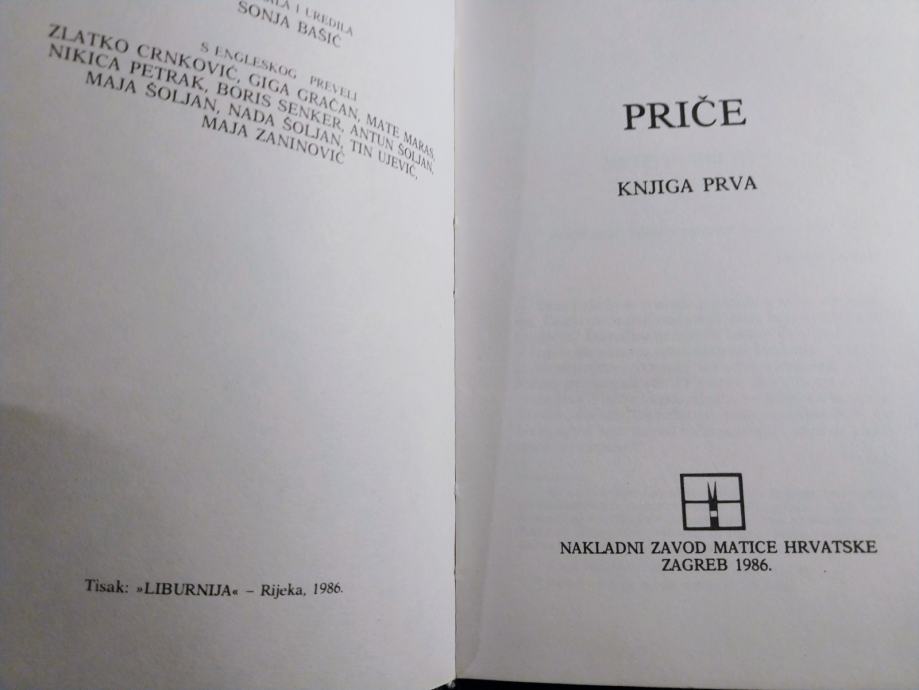 I UREDILA
SONJA BAŠIĆ
S ENGLESKOG PREVELI
ZLATKO CRNKOVIĆ, GIGA GRAČAN, MATE MARAS,
NIKICA PETRAK, BORIS SENKER, ANTUN ŠOLJAN,
MAJA ŠOLJAN, NADA ŠOLJAN, TIN UJEVIĆ,
MAJA ZANINOVIĆ
Tisak: »LIBURNIJA« – Rijeka, 1986.
PRIČE
KNJIGA PRVA
NAKLADNI ZAVOD MATICE HRVATSKE
ZAGREB 1986.